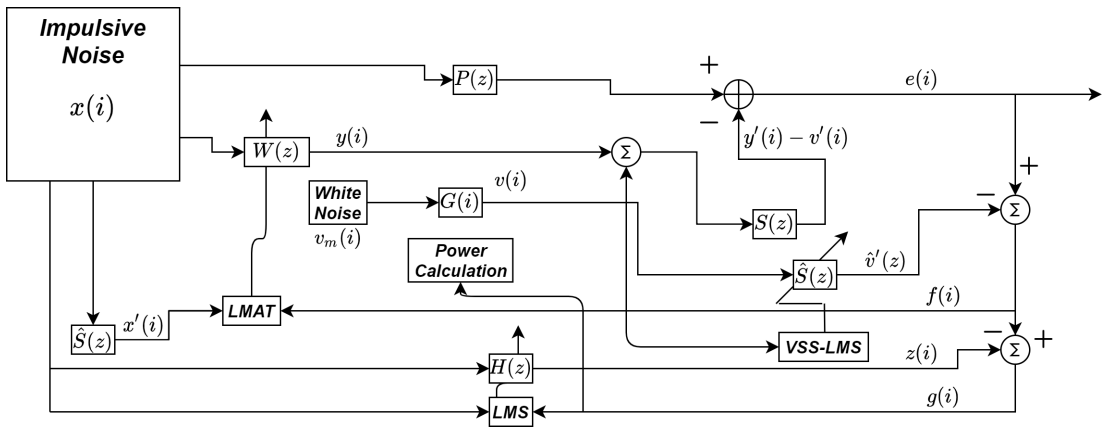 Impulsive
Noise
x(i)
P(z)
+
−
e(i)
W(z)
y(i)
Σ
y′(i) − v′(i)
+
−
Σ
White
Noise
v_m(i)
G(i)
v(i)
S(z)
Power
Calculation
Ŝ(z)
v̂′(z)
f(i)
LMAT
Ŝ(z)
x′(i)
VSS-LMS
−
+
Σ
H(z)
z(i)
LMS
g(i)